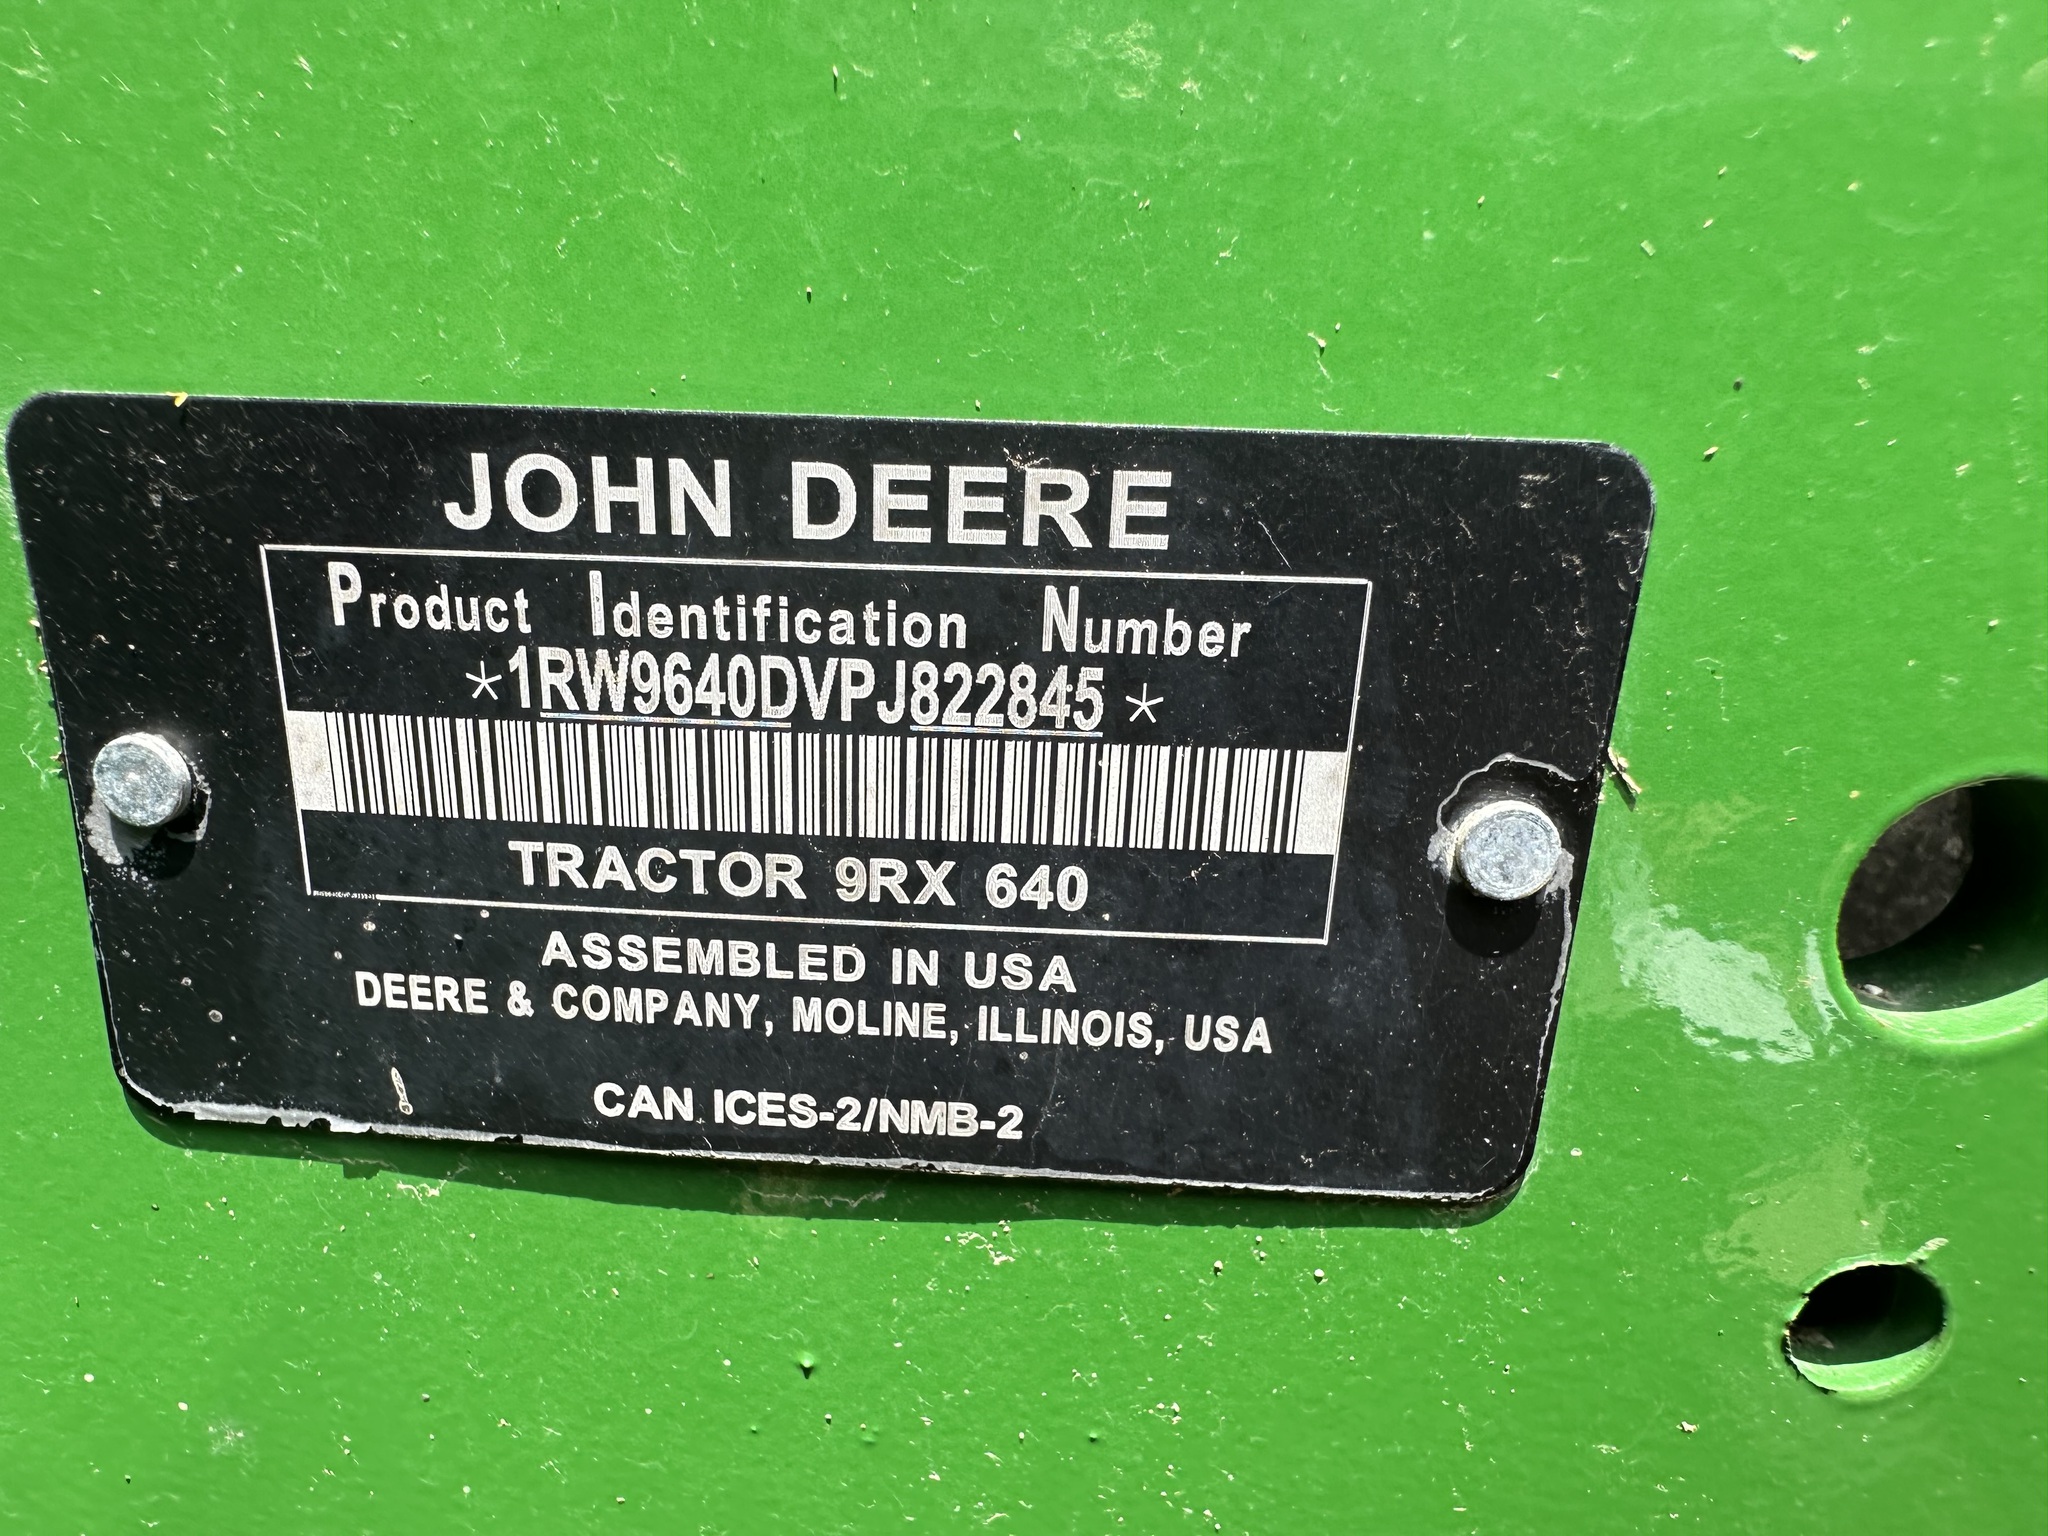 JOHN DEERE
Product Identification Number
*1RW9640DVPJ822845*
TRACTOR 9RX 640
ASSEMBLED IN USA
DEERE & COMPANY, MOLINE, ILLINOIS, USA
CAN ICES-2/NMB-2